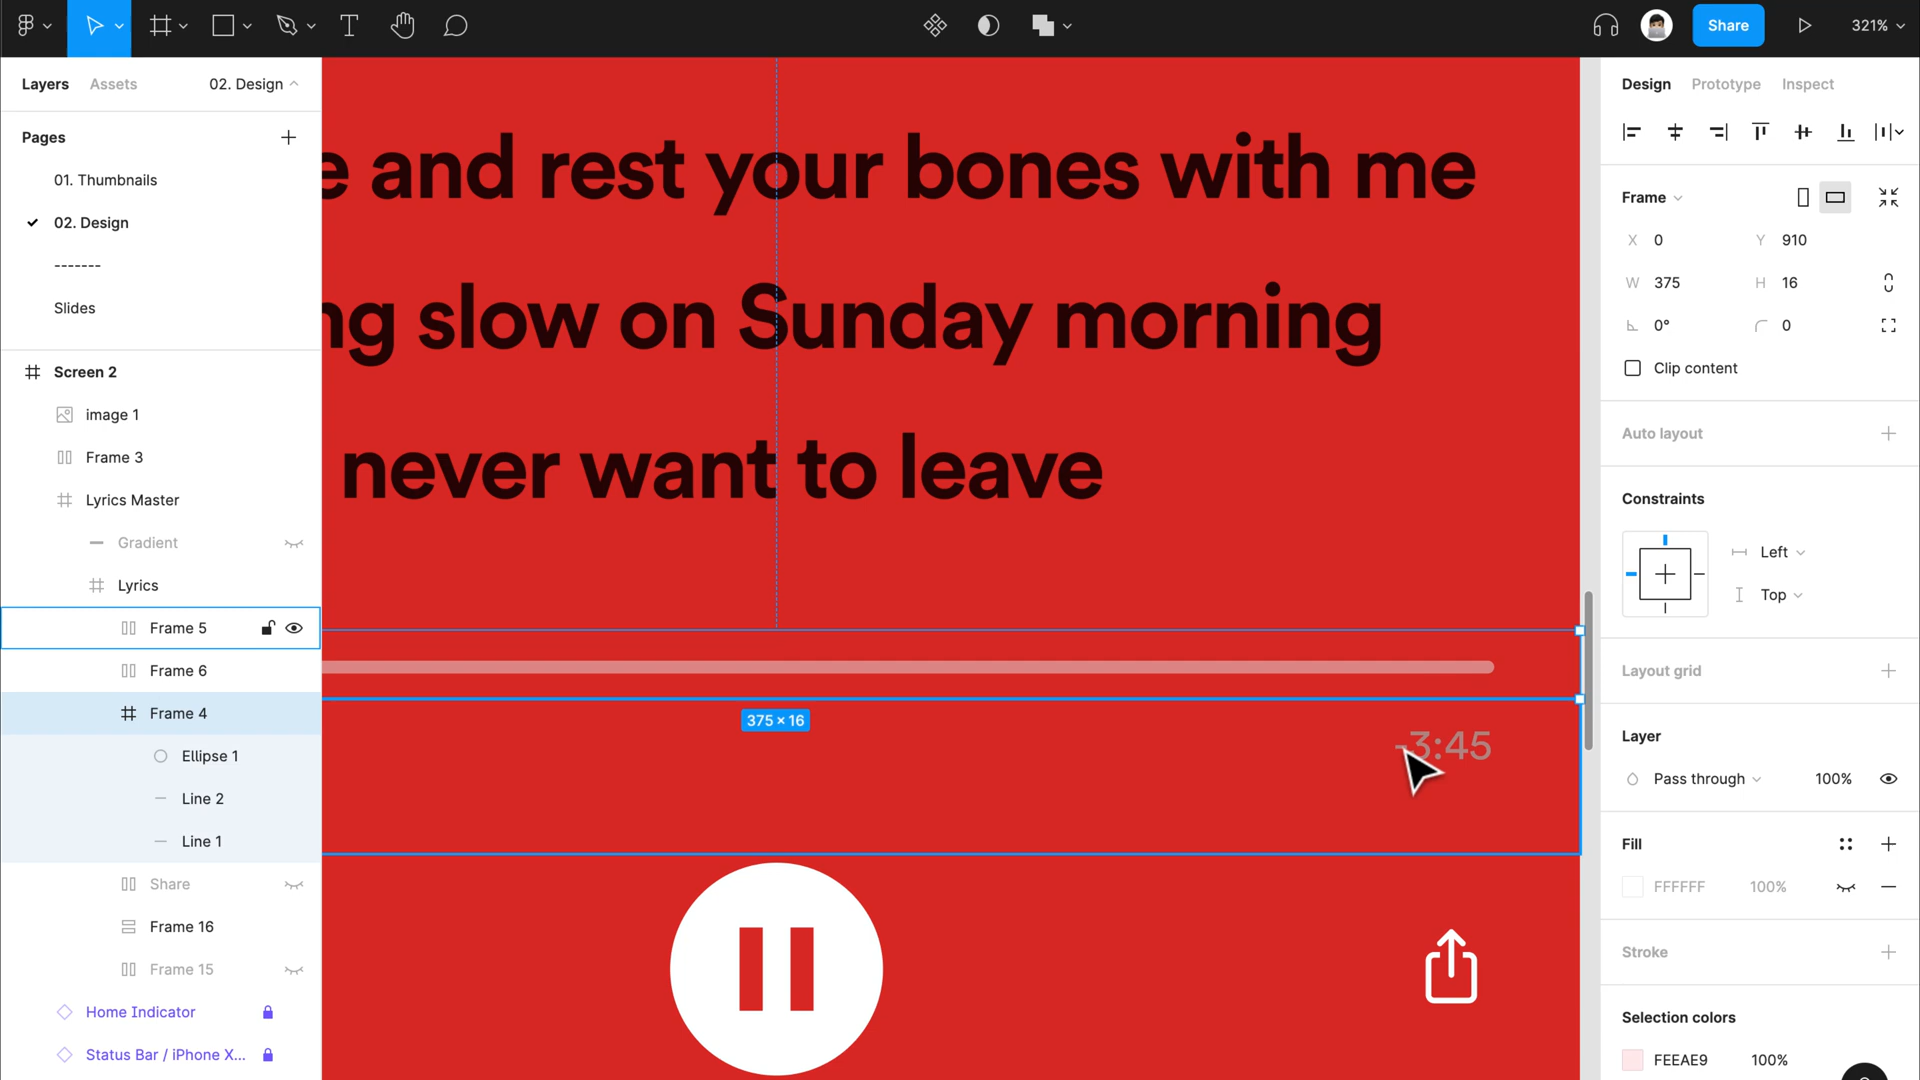 Share
321%
Layers
Assets
02. Design
Pages
01. Thumbnails
02. Design
-------
Slides
Screen 2
image 1
Frame 3
Lyrics Master
Gradient
Lyrics
Frame 5
Frame 6
Frame 4
Ellipse 1
Line 2
Line 1
Share
Frame 16
Frame 15
Home Indicator
Status Bar / iPhone X...
e and rest your bones with me
ng slow on Sunday morning
never want to leave
375 × 16
-3:45
Design
Prototype
Inspect
Frame
X 0
Y 910
W 375
H 16
0°
0
Clip content
Auto layout
Constraints
Left
Top
Layout grid
Layer
Pass through
100%
Fill
FFFFFF
100%
Stroke
Selection colors
FEEAE9
100%